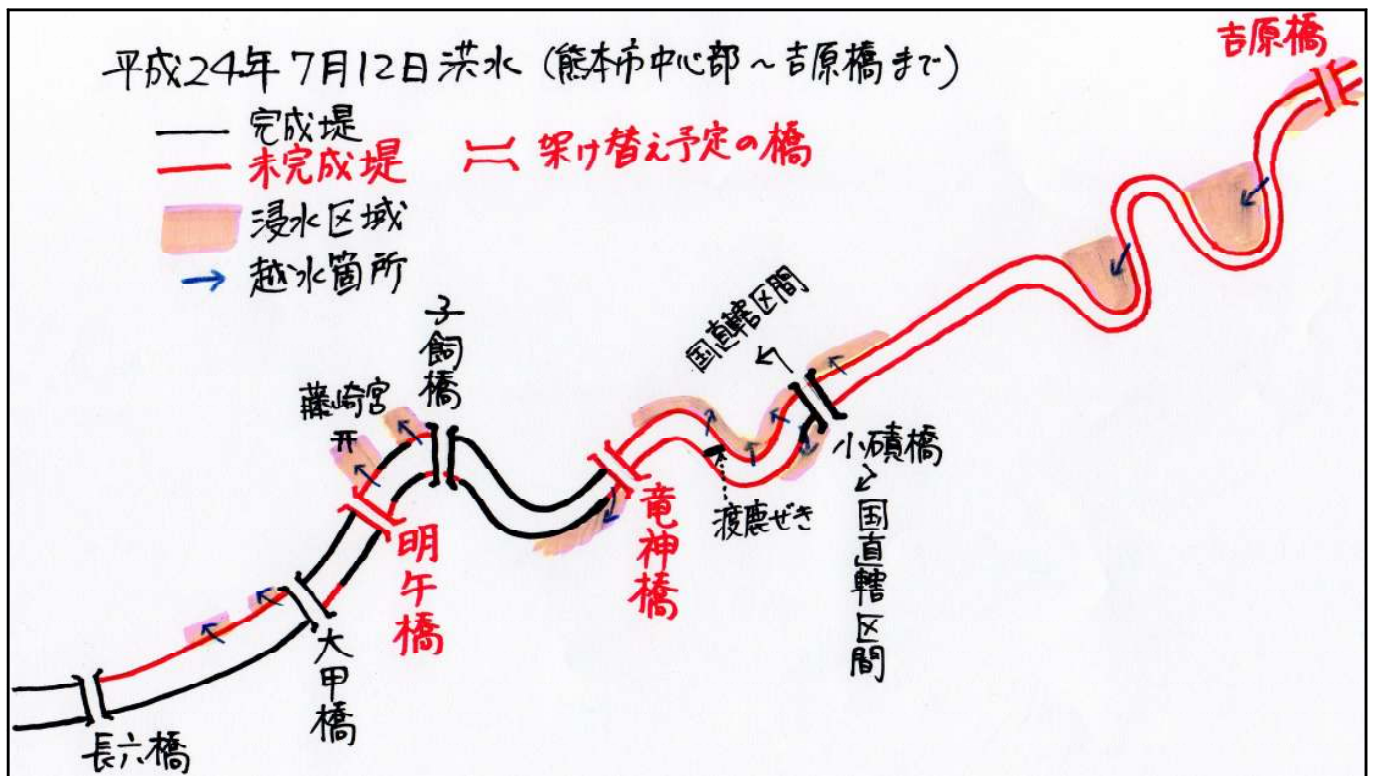 平成24年7月12日洪水（熊本市中心部～吉原橋まで）
吉原橋
完成堤
未完成堤
架け替え予定の橋
浸水区域
越水箇所
子飼橋
藤崎宮
国直轄区間
小磧橋
国直轄区間
渡鹿ぜき
竜神橋
明午橋
大甲橋
長六橋